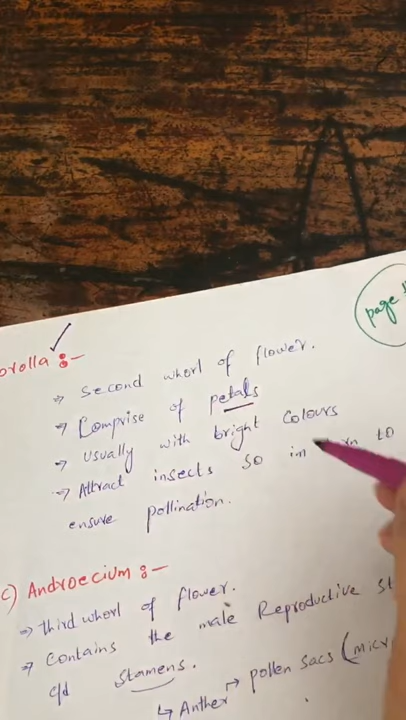 page
orolla :-
⇒ Second whorl of flower.
⇒ Comprise of petals
⇒ Usually with bright colours
⇒ Attract insects so in to
ensure pollination.
c) Androecium :-
⇒ third whorl of flower.
⇒ Contains the male Reproductive
c/d stamens.
↳ Anther → pollen sacs (micr